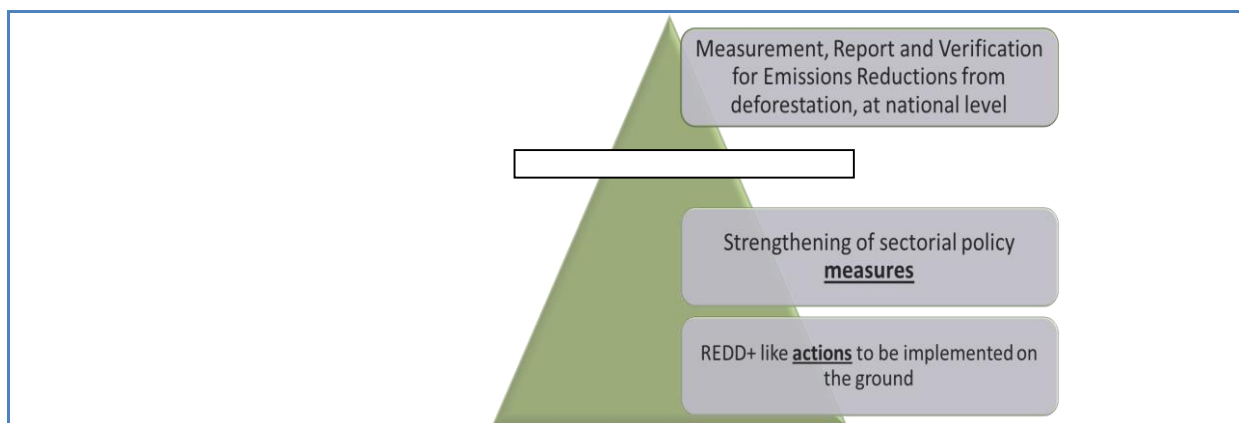 Measurement, Report and Verification
for Emissions Reductions from
deforestation, at national level
Strengthening of sectorial policy
measures
REDD+ like actions to be implemented on
the ground